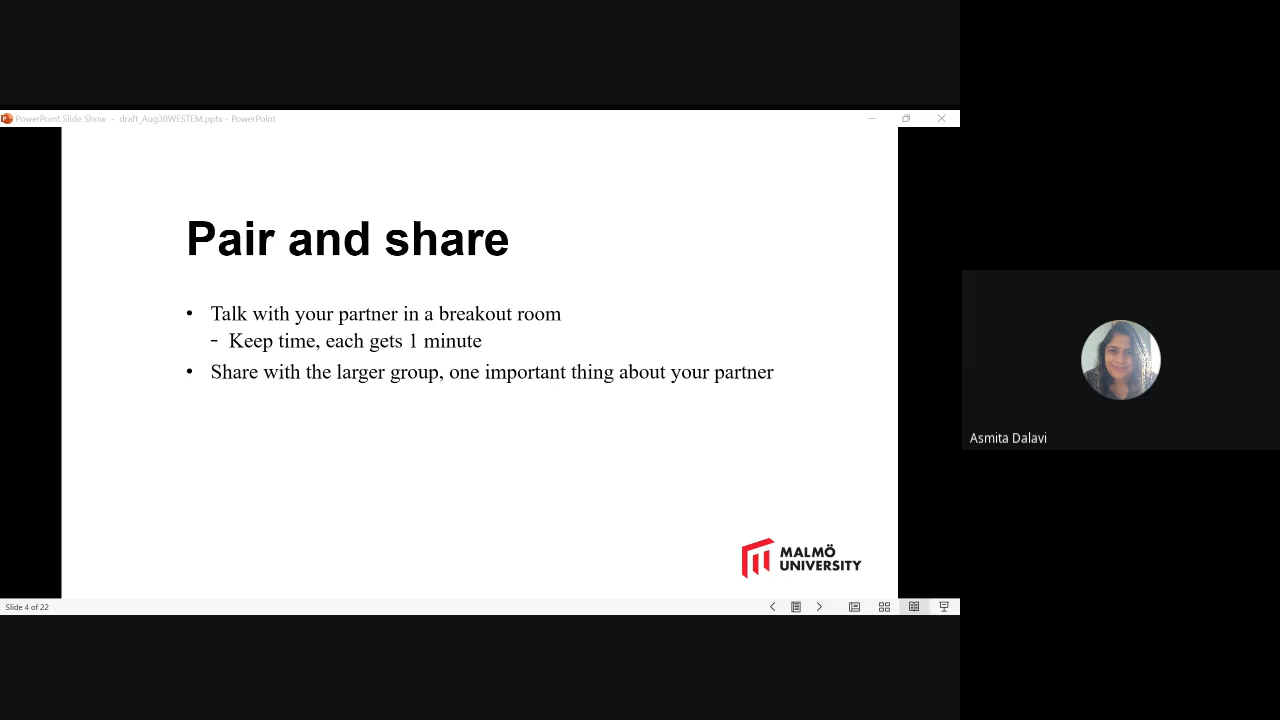 PowerPoint Slide Show - draft_Aug30WESTEM.pptx - PowerPoint
Pair and share
• Talk with your partner in a breakout room
- Keep time, each gets 1 minute
• Share with the larger group, one important thing about your partner
MALMÖ
UNIVERSITY
Slide 4 of 22
Asmita Dalavi